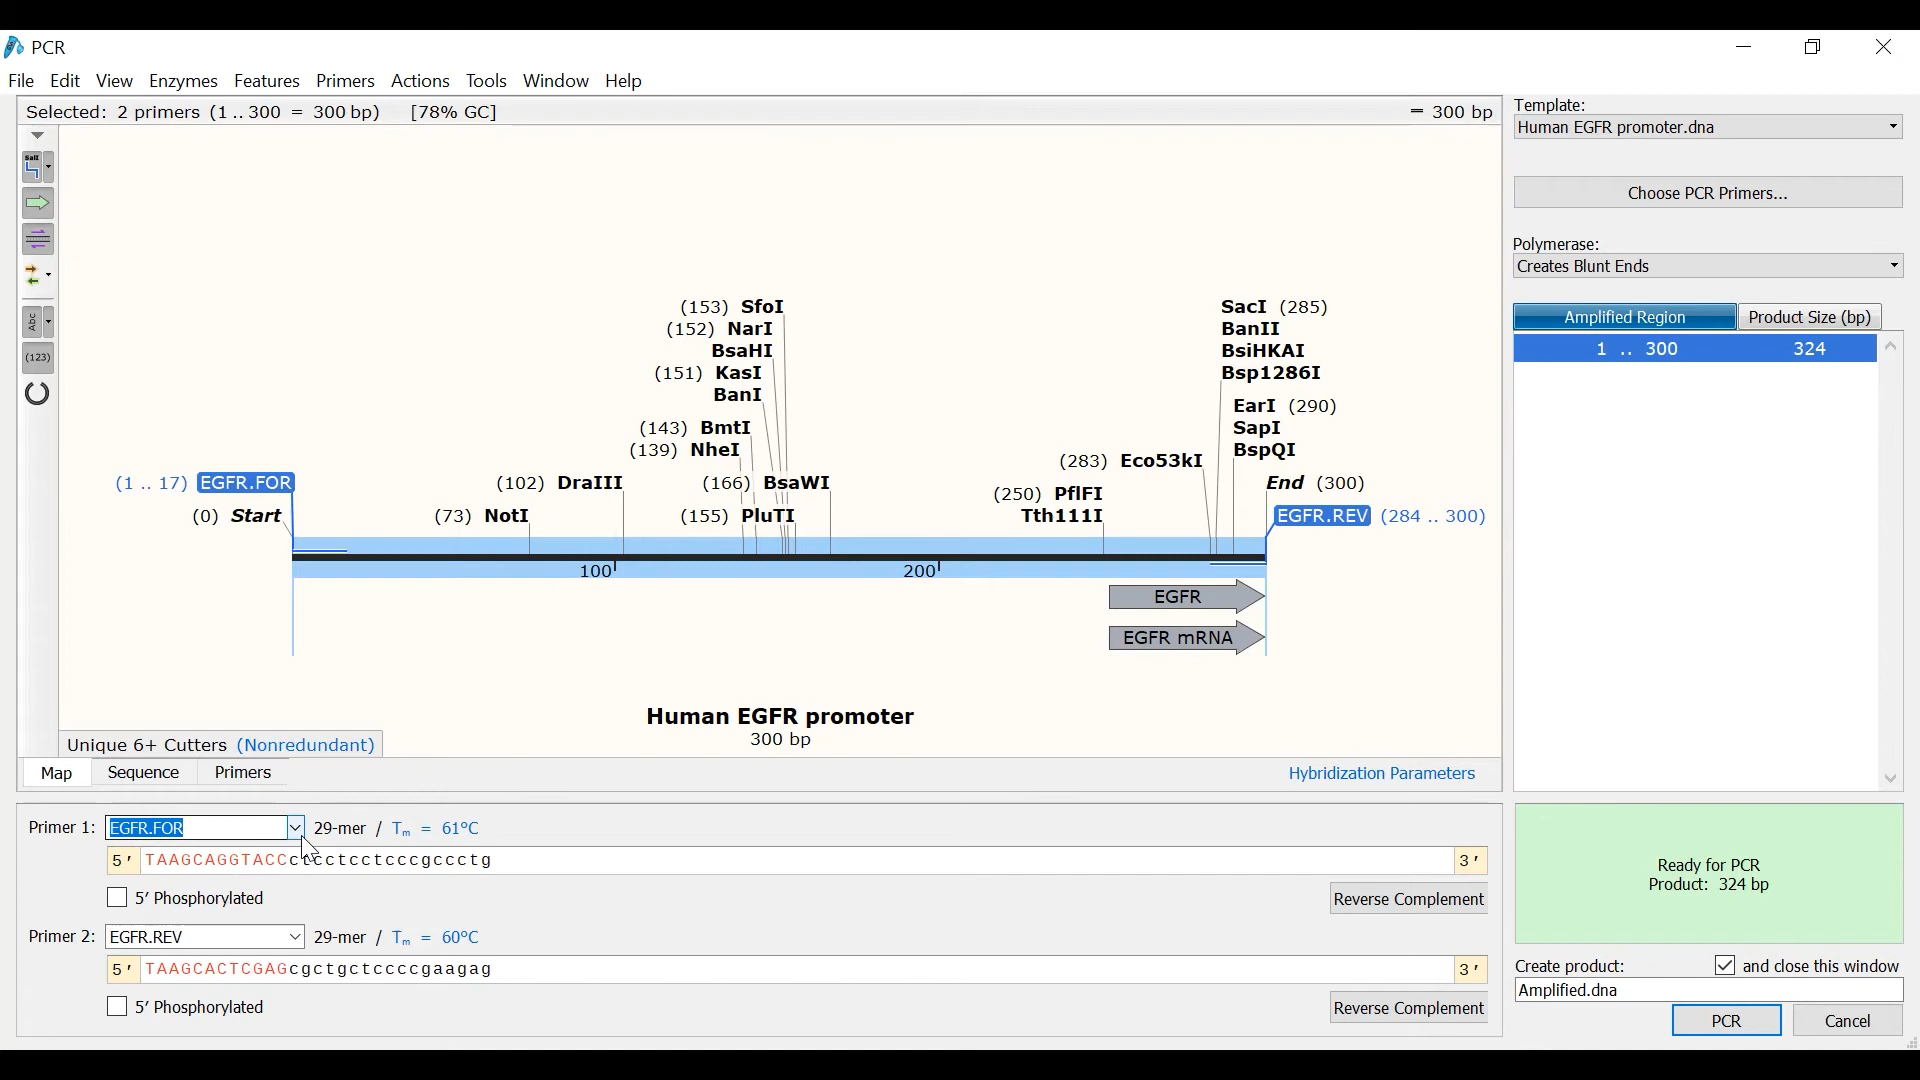 PCR
File Edit View Enzymes Features Primers Actions Tools Window Help
Selected: 2 primers (1 .. 300 = 300 bp) [78% GC]
= 300 bp
SalI
Abc
(123)
(153) SfoI
(152) NarI
BsaHI
(151) KasI
BanI
(143) BmtI
(139) NheI
(166) BsaWI
(155) PluTI
(1 .. 17) EGFR.FOR
(0) Start
(102) DraIII
(73) NotI
(250) PflFI
Tth111I
(283) Eco53kI
SacI (285)
BanII
BsiHKAI
Bsp1286I
EarI (290)
SapI
BspQI
End (300)
EGFR.REV (284 .. 300)
100
200
EGFR
EGFR mRNA
Human EGFR promoter
300 bp
Unique 6+ Cutters (Nonredundant)
Map Sequence Primers
Hybridization Parameters
Template:
Human EGFR promoter.dna
Choose PCR Primers...
Polymerase:
Creates Blunt Ends
Amplified Region Product Size (bp)
1 .. 300 324
Primer 1: EGFR.FOR 29-mer / Tₘ = 61°C
5' TAAGCAGGTACCctcctcctcccgccctg 3'
5′ Phosphorylated
Reverse Complement
Primer 2: EGFR.REV 29-mer / Tₘ = 60°C
5' TAAGCACTCGAGcgctgctccccgaagag 3'
5′ Phosphorylated
Reverse Complement
Ready for PCR
Product: 324 bp
Create product: and close this window
Amplified.dna
PCR Cancel